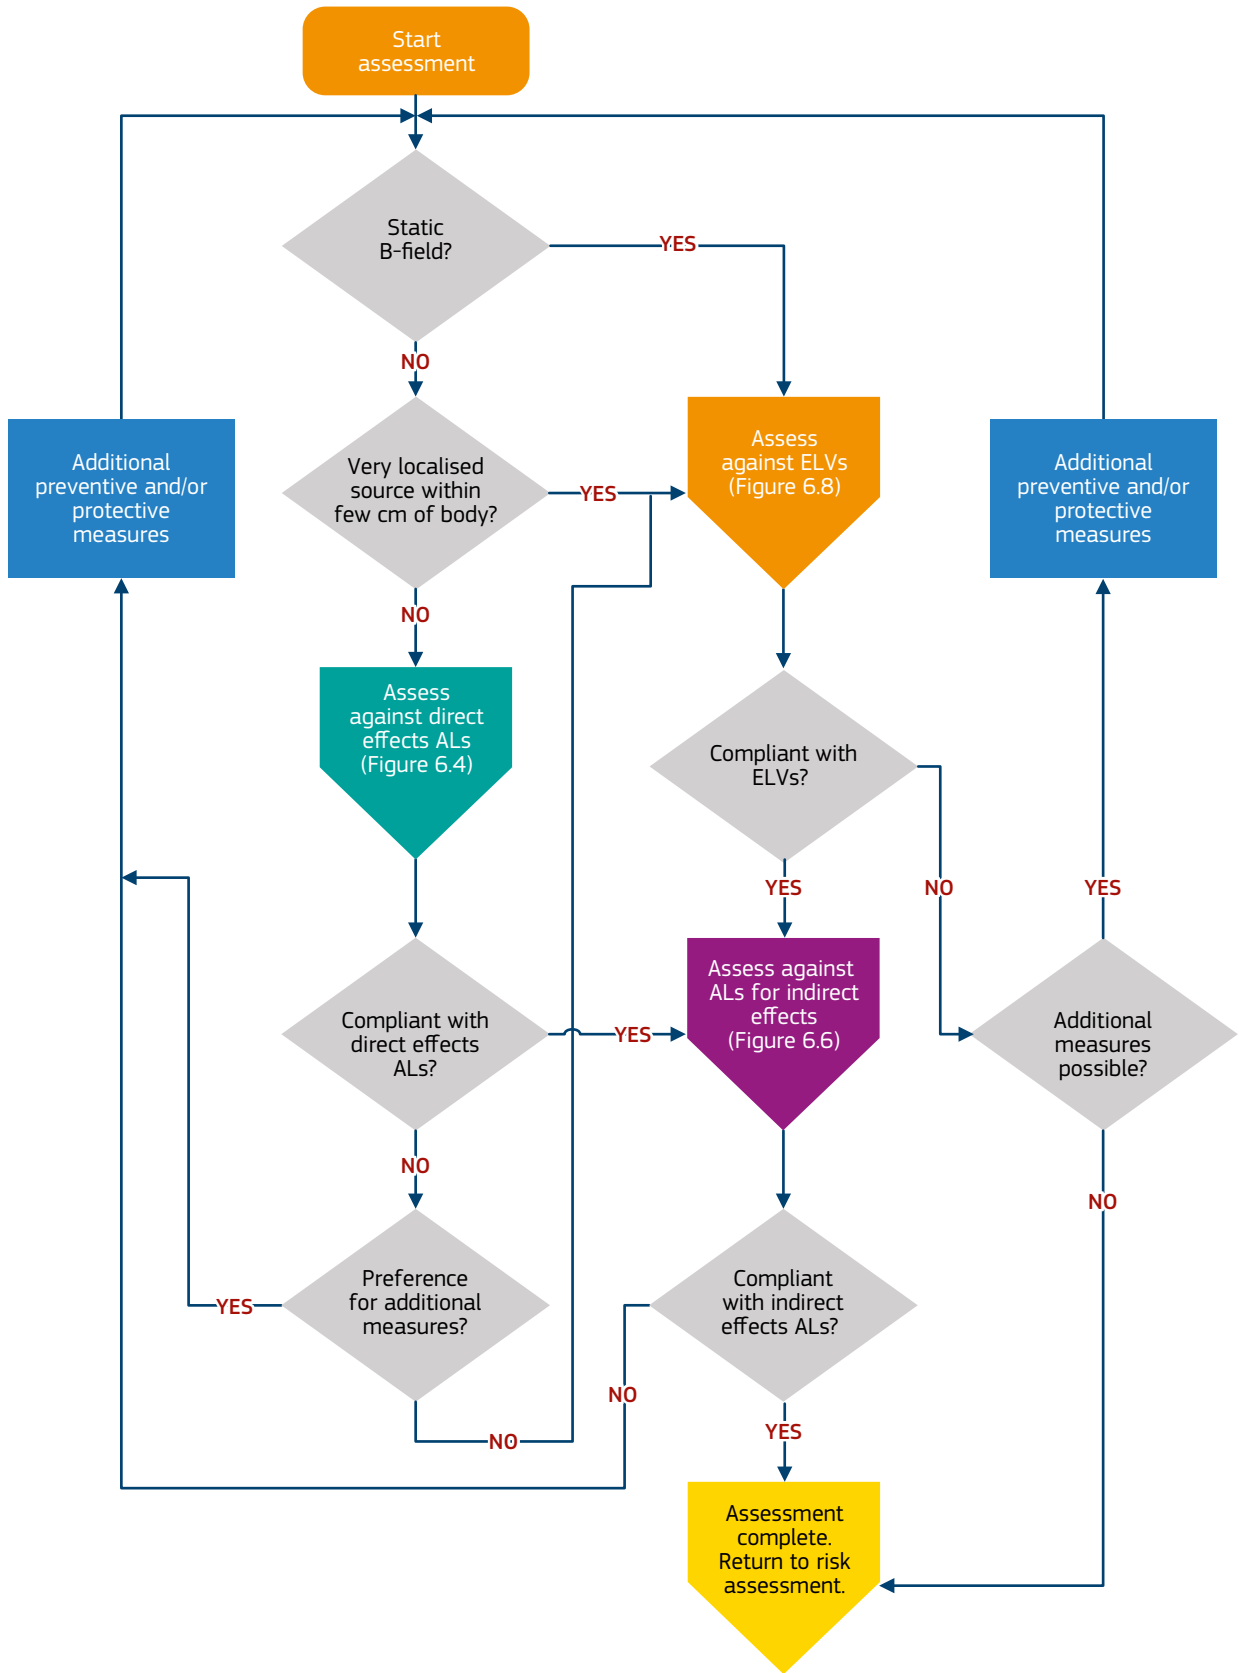 Start
assessment
Static
B-field?
YES
NO
Additional
preventive and/or
protective
measures
Very localised
source within
few cm of body?
YES
Assess
against ELVs
(Figure 6.8)
Additional
preventive and/or
protective
measures
NO
Assess
against direct
effects ALs
(Figure 6.4)
Compliant with
ELVs?
YES
NO
YES
Compliant with
direct effects
ALs?
YES
Assess against
ALs for indirect
effects
(Figure 6.6)
Additional
measures
possible?
NO
NO
Preference
for additional
measures?
YES
Compliant
with indirect
effects ALs?
NO
NO
YES
Assessment
complete.
Return to risk
assessment.